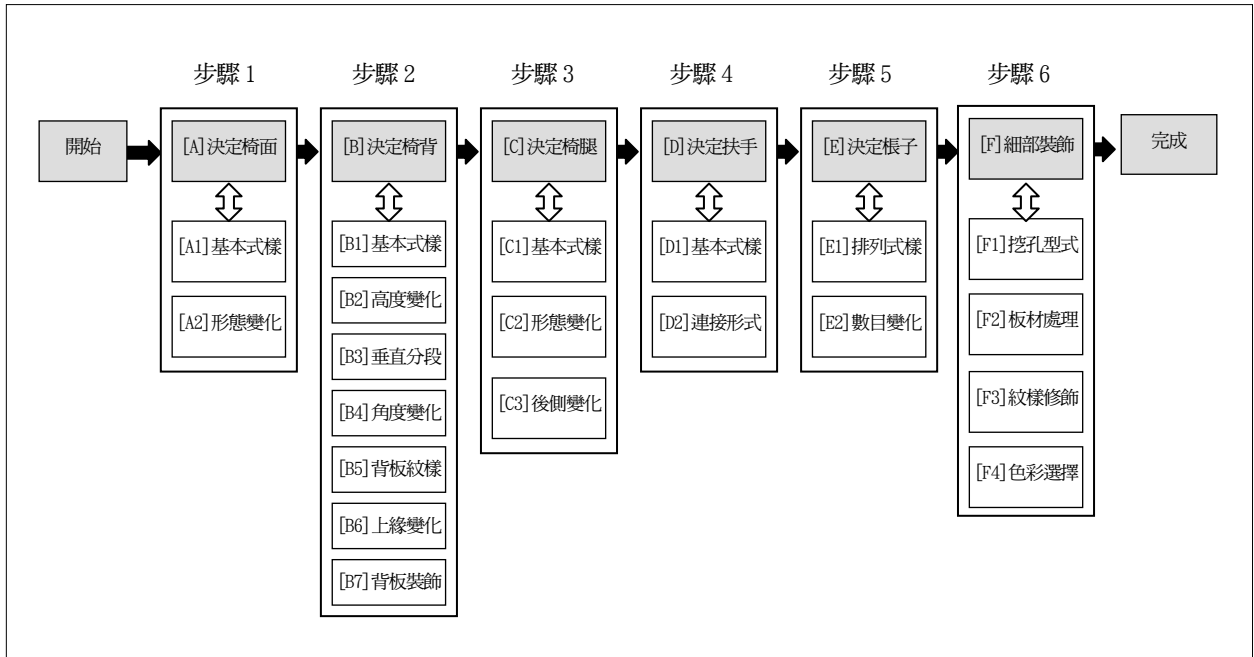 步驟 1
步驟 2
步驟 3
步驟 4
步驟 5
步驟 6
開始
[A]決定椅面
[B]決定椅背
[C]決定椅腿
[D]決定扶手
[E]決定棖子
[F]細部裝飾
完成
[A1]基本式樣
[A2]形態變化
[B1]基本式樣
[B2]高度變化
[B3]垂直分段
[B4]角度變化
[B5]背板紋樣
[B6]上緣變化
[B7]背板裝飾
[C1]基本式樣
[C2]形態變化
[C3]後側變化
[D1]基本式樣
[D2]連接形式
[E1]排列式樣
[E2]數目變化
[F1]挖孔型式
[F2]板材處理
[F3]紋樣修飾
[F4]色彩選擇